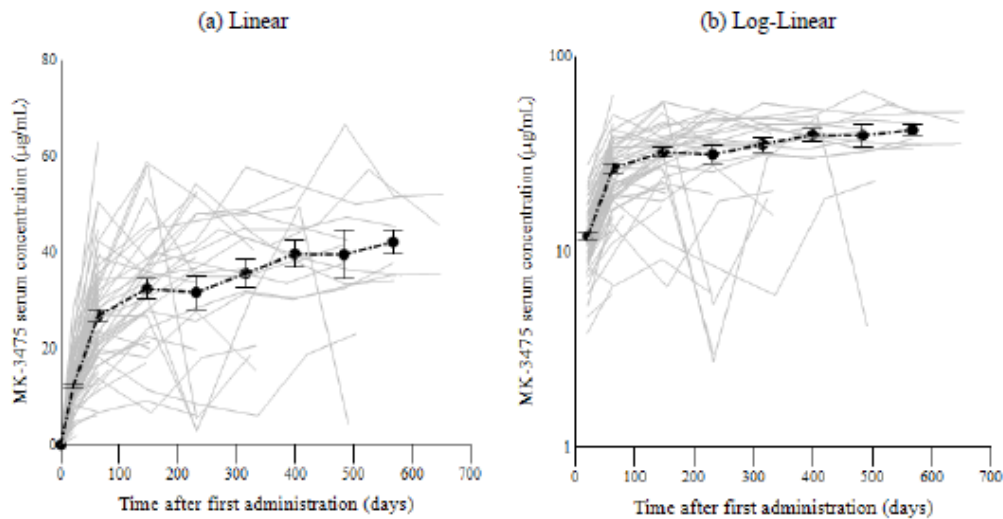 (a) Linear
(b) Log-Linear
MK-3475 serum concentration (µg/mL)
80
60
40
20
0
0 100 200 300 400 500 600 700
Time after first administration (days)
MK-3475 serum concentration (µg/mL)
100
10
1
0 100 200 300 400 500 600 700
Time after first administration (days)